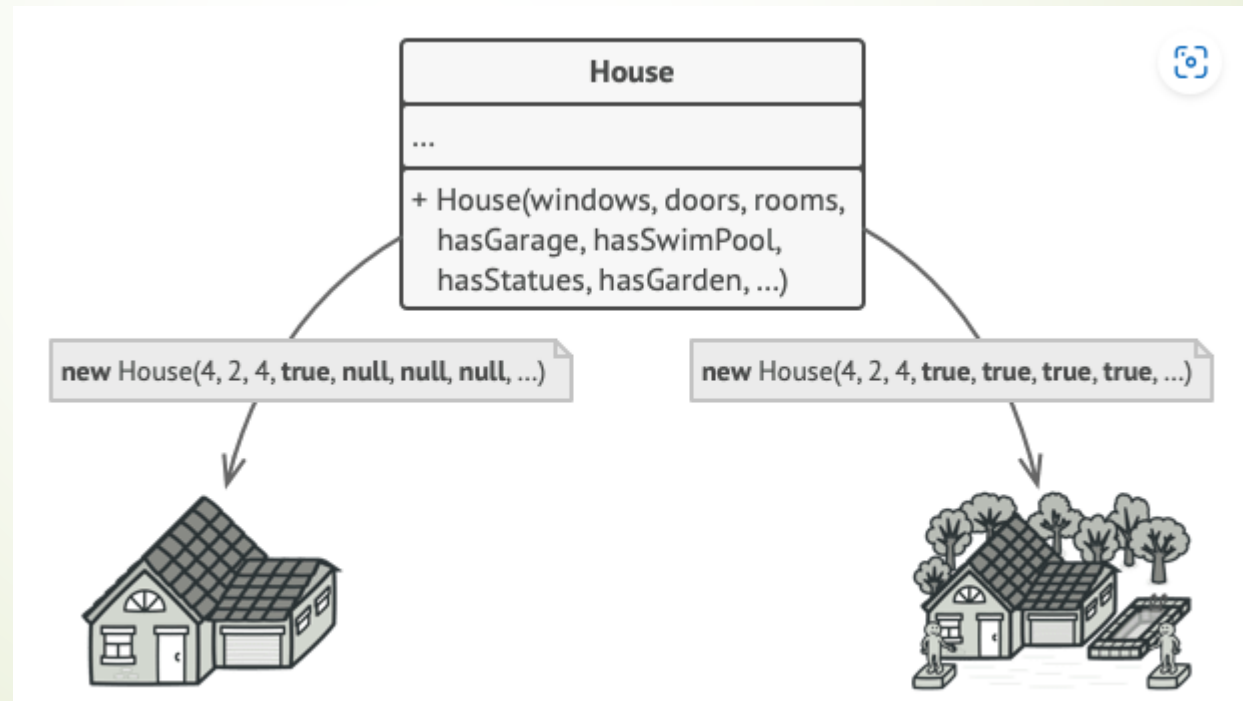 House
...
+ House(windows, doors, rooms,
hasGarage, hasSwimPool,
hasStatues, hasGarden, ...)
new House(4, 2, 4, true, null, null, null, ...)
new House(4, 2, 4, true, true, true, true, ...)